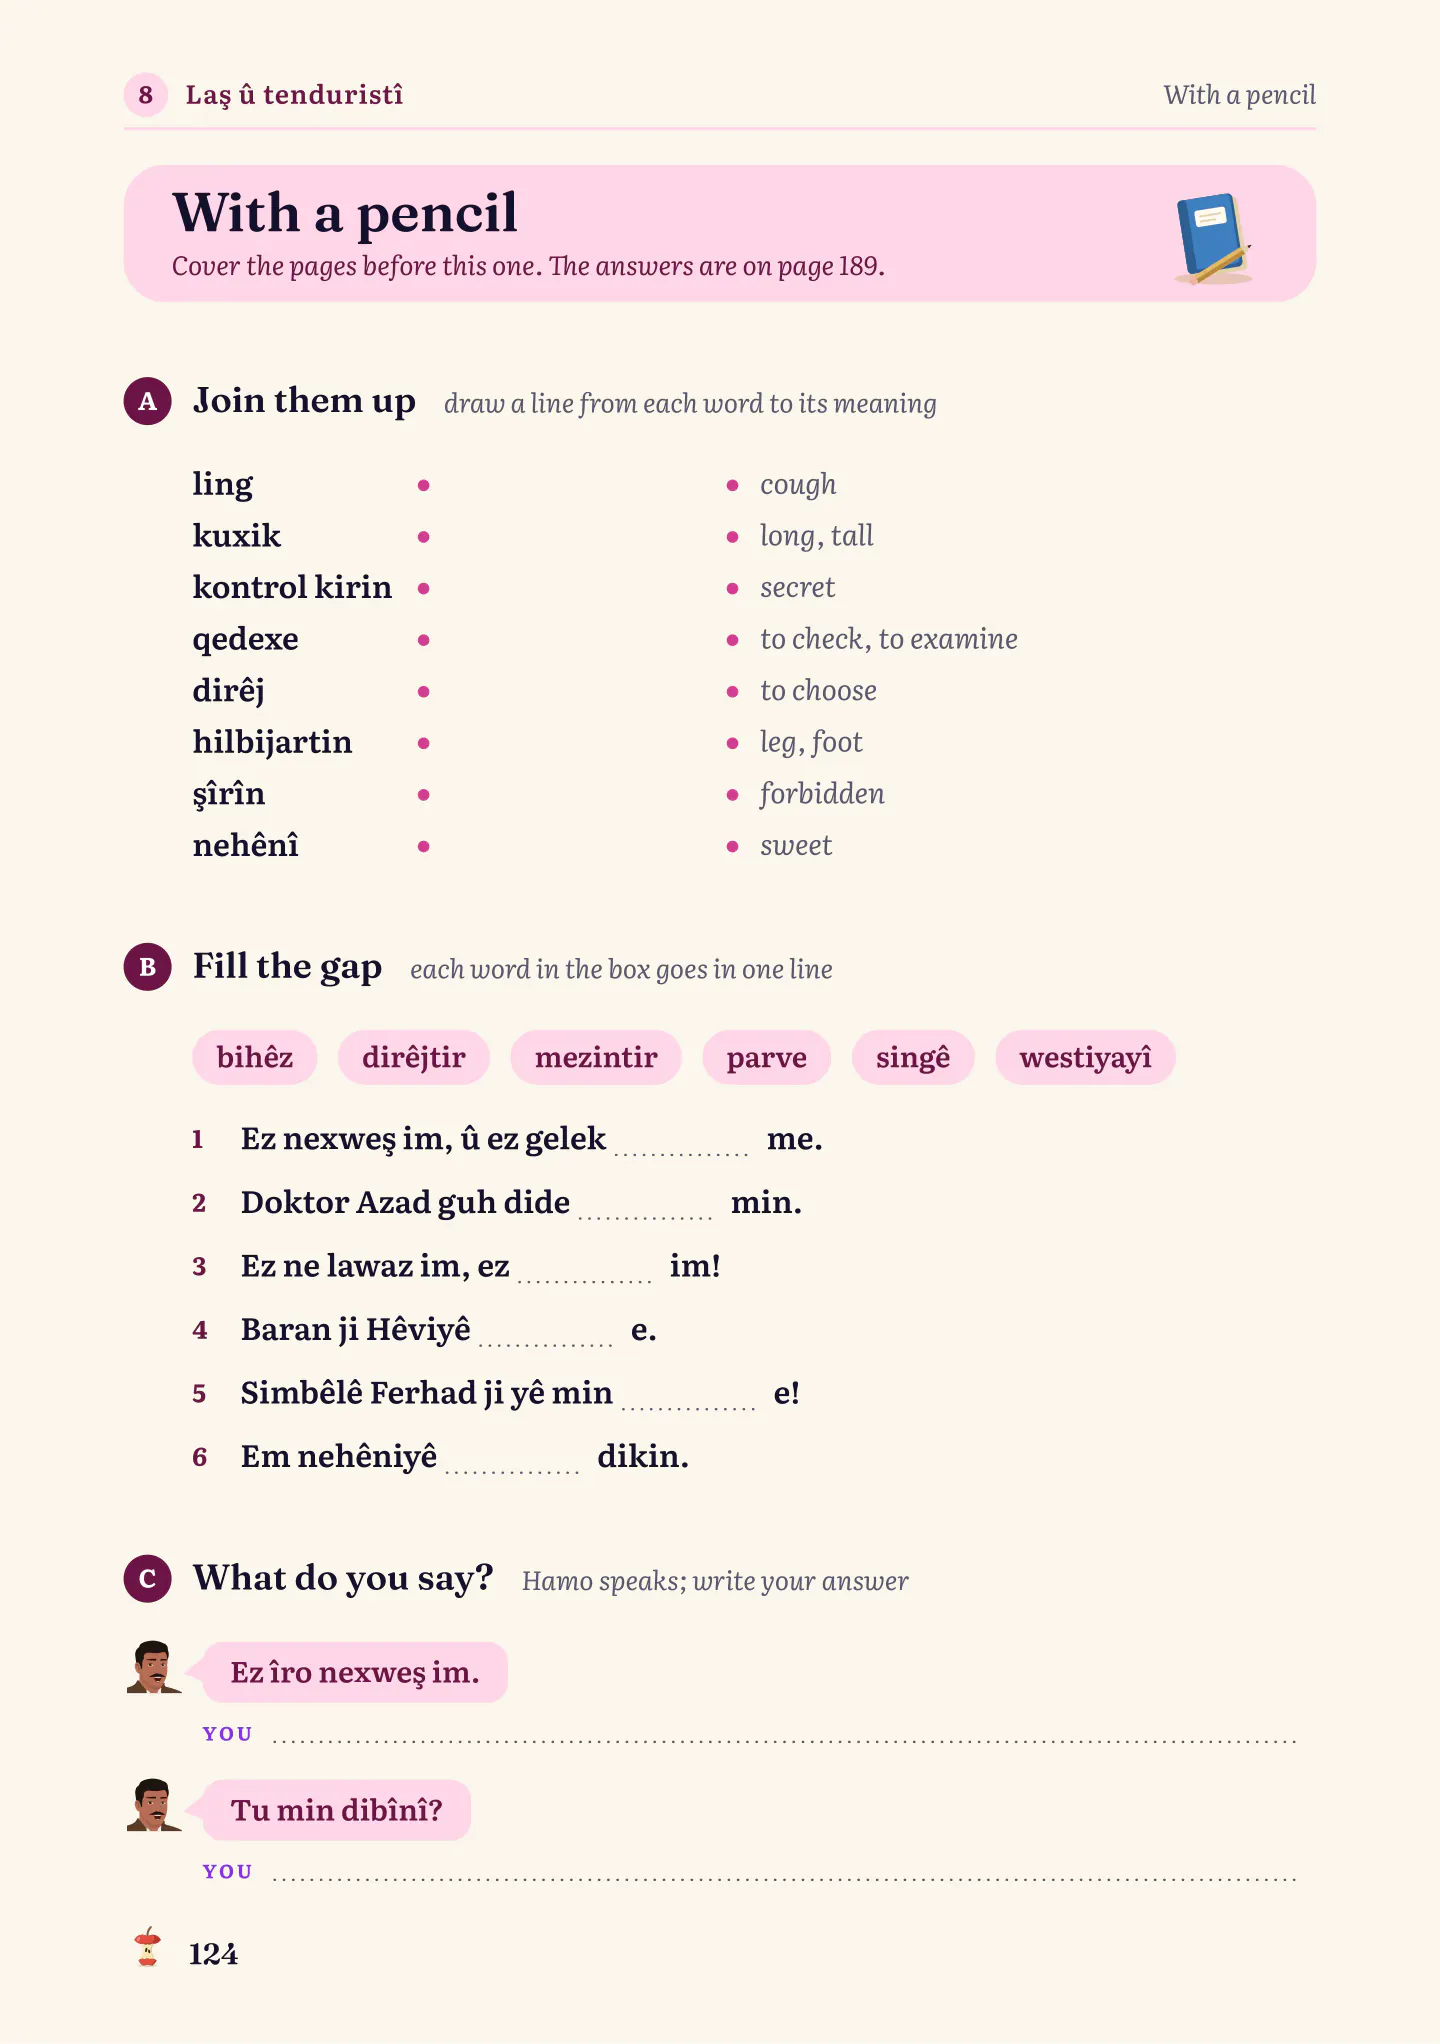 8 Laş û tenduristî With a pencil
With a pencil
Cover the pages before this one. The answers are on page 189.
A Join them up draw a line from each word to its meaning
ling • • cough
kuxik • • long, tall
kontrol kirin • • secret
qedexe • • to check, to examine
dirêj • • to choose
hilbijartin • • leg, foot
şîrîn • • forbidden
nehênî • • sweet
B Fill the gap each word in the box goes in one line
bihêz dirêjtir mezintir parve singê westiyayî
1 Ez nexweş im, û ez gelek ............... me.
2 Doktor Azad guh dide ............... min.
3 Ez ne lawaz im, ez ............... im!
4 Baran ji Hêviyê ............... e.
5 Simbêlê Ferhad ji yê min ............... e!
6 Em nehêniyê ............... dikin.
C What do you say? Hamo speaks; write your answer
Ez îro nexweş im.
YOU
Tu min dibînî?
YOU
124